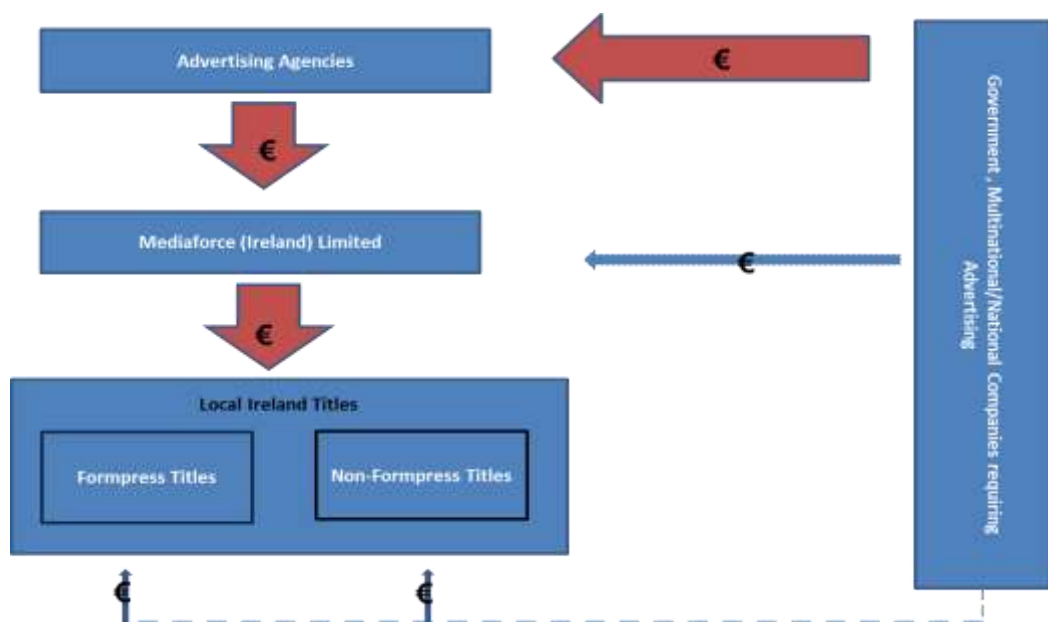 Advertising Agencies
€
€
Mediaforce (Ireland) Limited
€
€
Local Ireland Titles
Formpress Titles
Non-Formpress Titles
€
€
Government , Multinational/National Companies requiring
Advertising